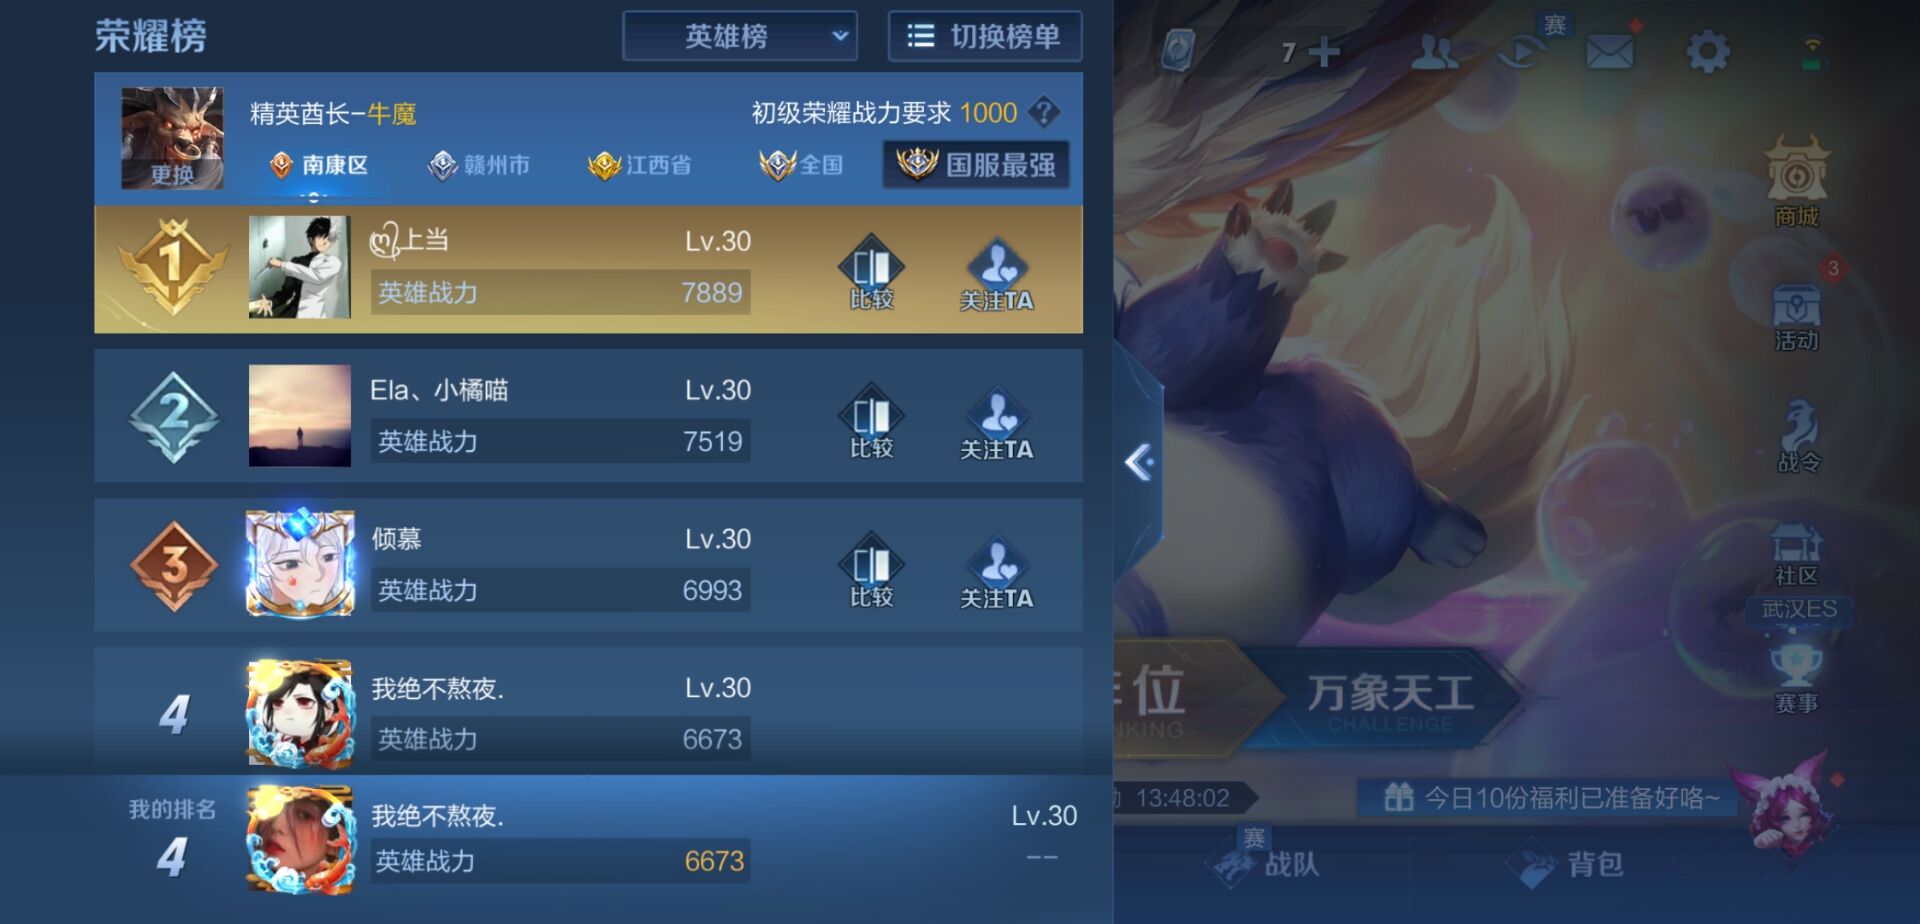 荣耀榜
英雄榜
切换榜单
7
赛
精英酋长-牛魔
初级荣耀战力要求 1000 ?
更换
南康区
赣州市
江西省
全国
国服最强
1
ღ上当
Lv.30
英雄战力
7889
比较
关注TA
2
Ela、小橘喵
Lv.30
英雄战力
7519
比较
关注TA
3
倾慕
Lv.30
英雄战力
6993
比较
关注TA
4
我绝不熬夜.
Lv.30
英雄战力
6673
我的排名
4
我绝不熬夜.
Lv.30
英雄战力
6673
--
商城
3
活动
战令
社区
武汉ES
赛事
位
NKING
万象天工
CHALLENGE
13:48:02
今日10份福利已准备好咯~
赛
战队
背包